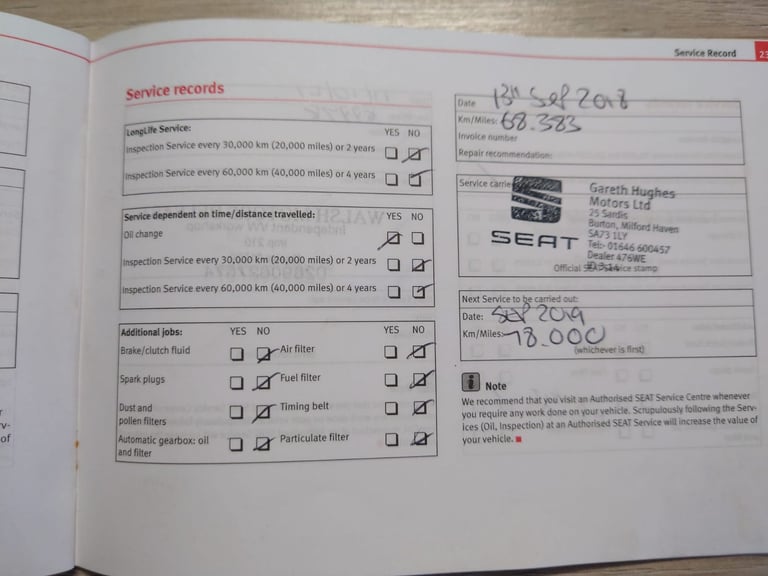 Service Record 23
Service records
LongLife Service: YES NO
Inspection Service every 30,000 km (20,000 miles) or 2 years
Inspection Service every 60,000 km (40,000 miles) or 4 years
Service dependent on time/distance travelled: YES NO
Oil change
Inspection Service every 30,000 km (20,000 miles) or 2 years
Inspection Service every 60,000 km (40,000 miles) or 4 years
Additional jobs: YES NO YES NO
Brake/clutch fluid Air filter
Spark plugs Fuel filter
Dust and Timing belt
pollen filters
Automatic gearbox: oil Particulate filter
and filter
Date 13th Sep 2018
Km/Miles: 68.383
Invoice number
Repair recommendation:
Service carrie
SEAT
Gareth Hughes
Motors Ltd
25 Sardis
Burton, Milford Haven
SA73 1LY
Tel:- 01646 600457
Dealer 476WE
Official SEAT Service stamp
Next Service to be carried out:
Date: Sep 2019
Km/Miles: 78.000
(whichever is first)
i Note
We recommend that you visit an Authorised SEAT Service Centre whenever
you require any work done on your vehicle. Scrupulously following the Serv-
ices (Oil, Inspection) at an Authorised SEAT Service will increase the value of
your vehicle.
r
v-
of